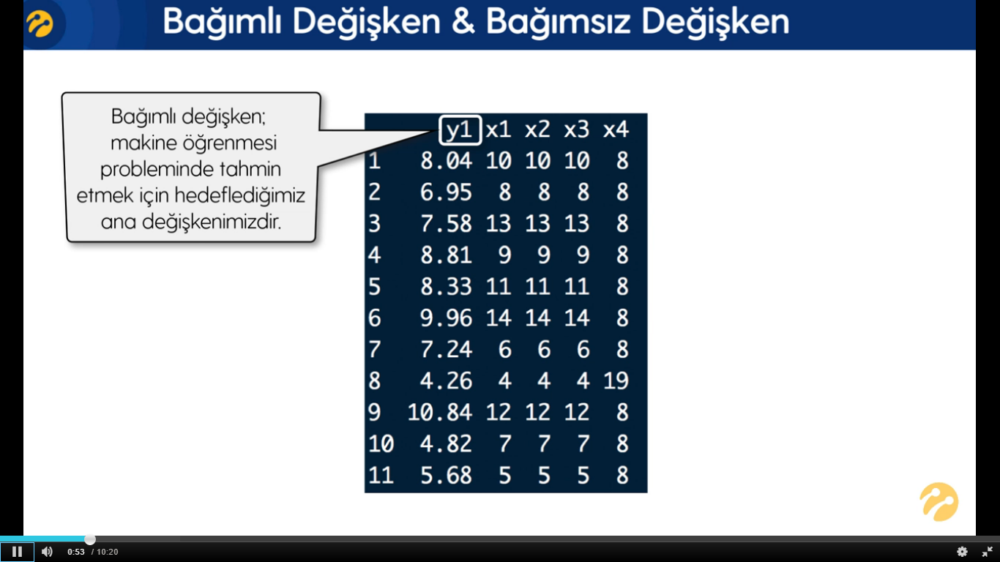 Bağımlı Değişken & Bağımsız Değişken
Bağımlı değişken;
makine öğrenmesi
probleminde tahmin
etmek için hedeflediğimiz
ana değişkenimizdir.
y1 x1 x2 x3 x4
1 8.04 10 10 10 8
2 6.95 8 8 8 8
3 7.58 13 13 13 8
4 8.81 9 9 9 8
5 8.33 11 11 11 8
6 9.96 14 14 14 8
7 7.24 6 6 6 8
8 4.26 4 4 4 19
9 10.84 12 12 12 8
10 4.82 7 7 7 8
11 5.68 5 5 5 8
0:53 / 10:20